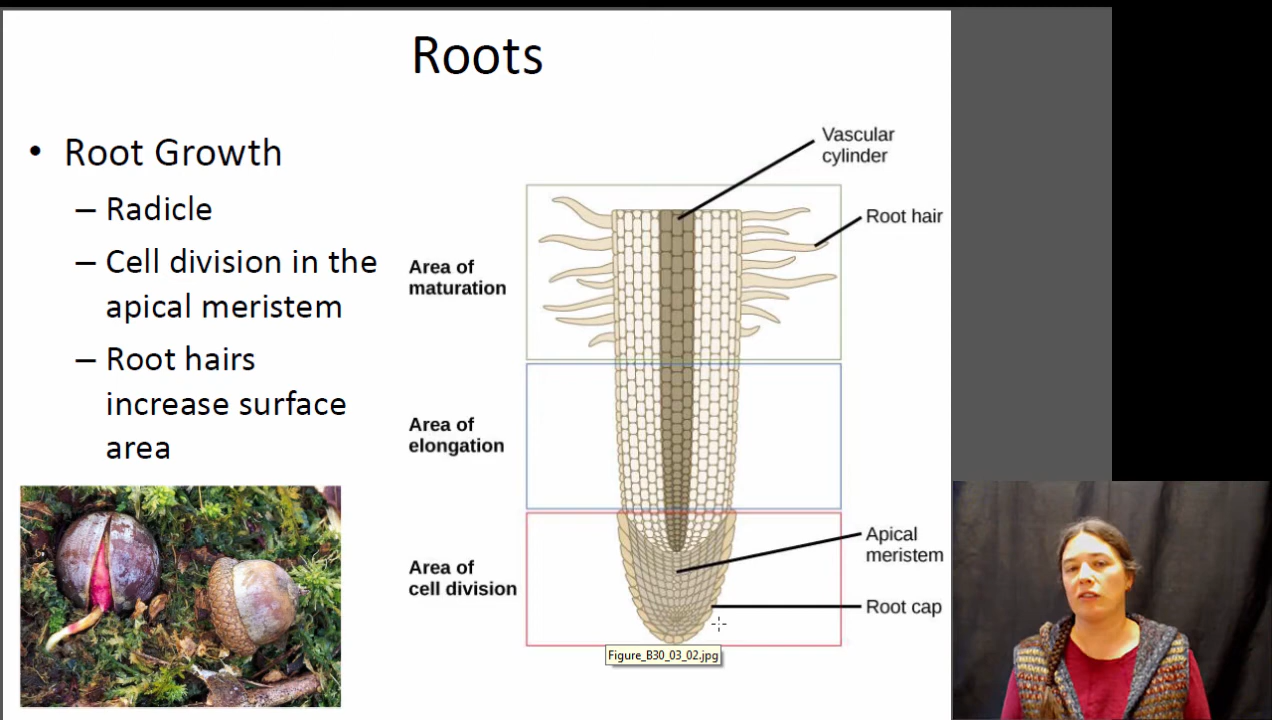 Roots
• Root Growth
– Radicle
– Cell division in the
apical meristem
– Root hairs
increase surface
area
Vascular
cylinder
Root hair
Area of
maturation
Area of
elongation
Area of
cell division
Apical
meristem
Root cap
Figure_B30_03_02.jpg